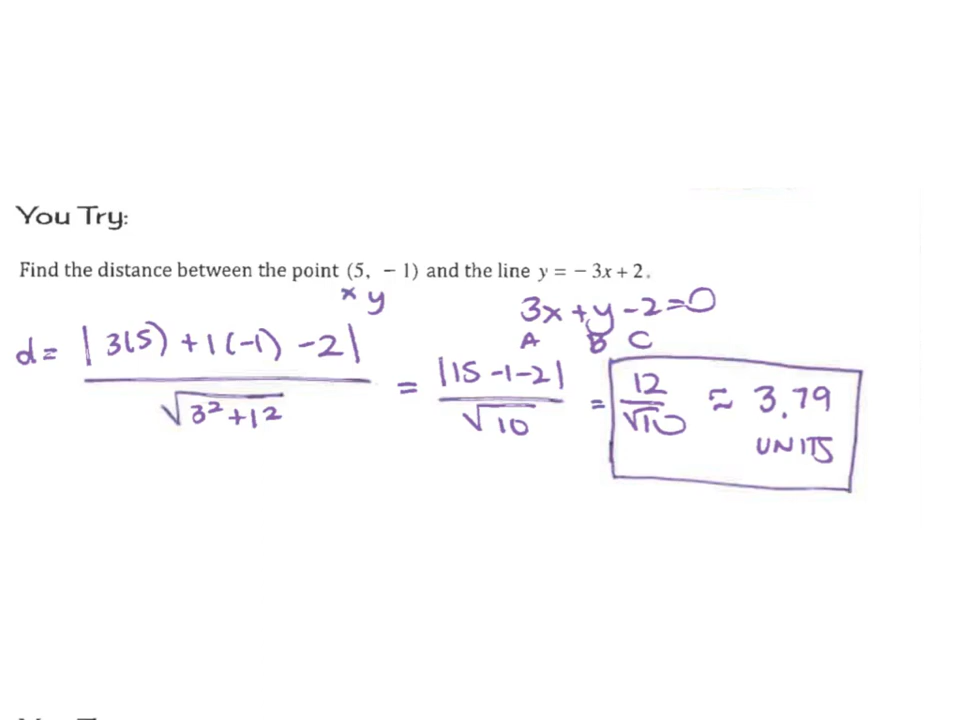 You Try:
Find the distance between the point (5, − 1) and the line y = − 3x + 2.
x y
3x + y − 2 = 0
A B C
d = |3(5) + 1(-1) − 2| / √3² + 1² = |15 − 1 − 2| / √10 = 12 / √10 ≈ 3.79
UNITS